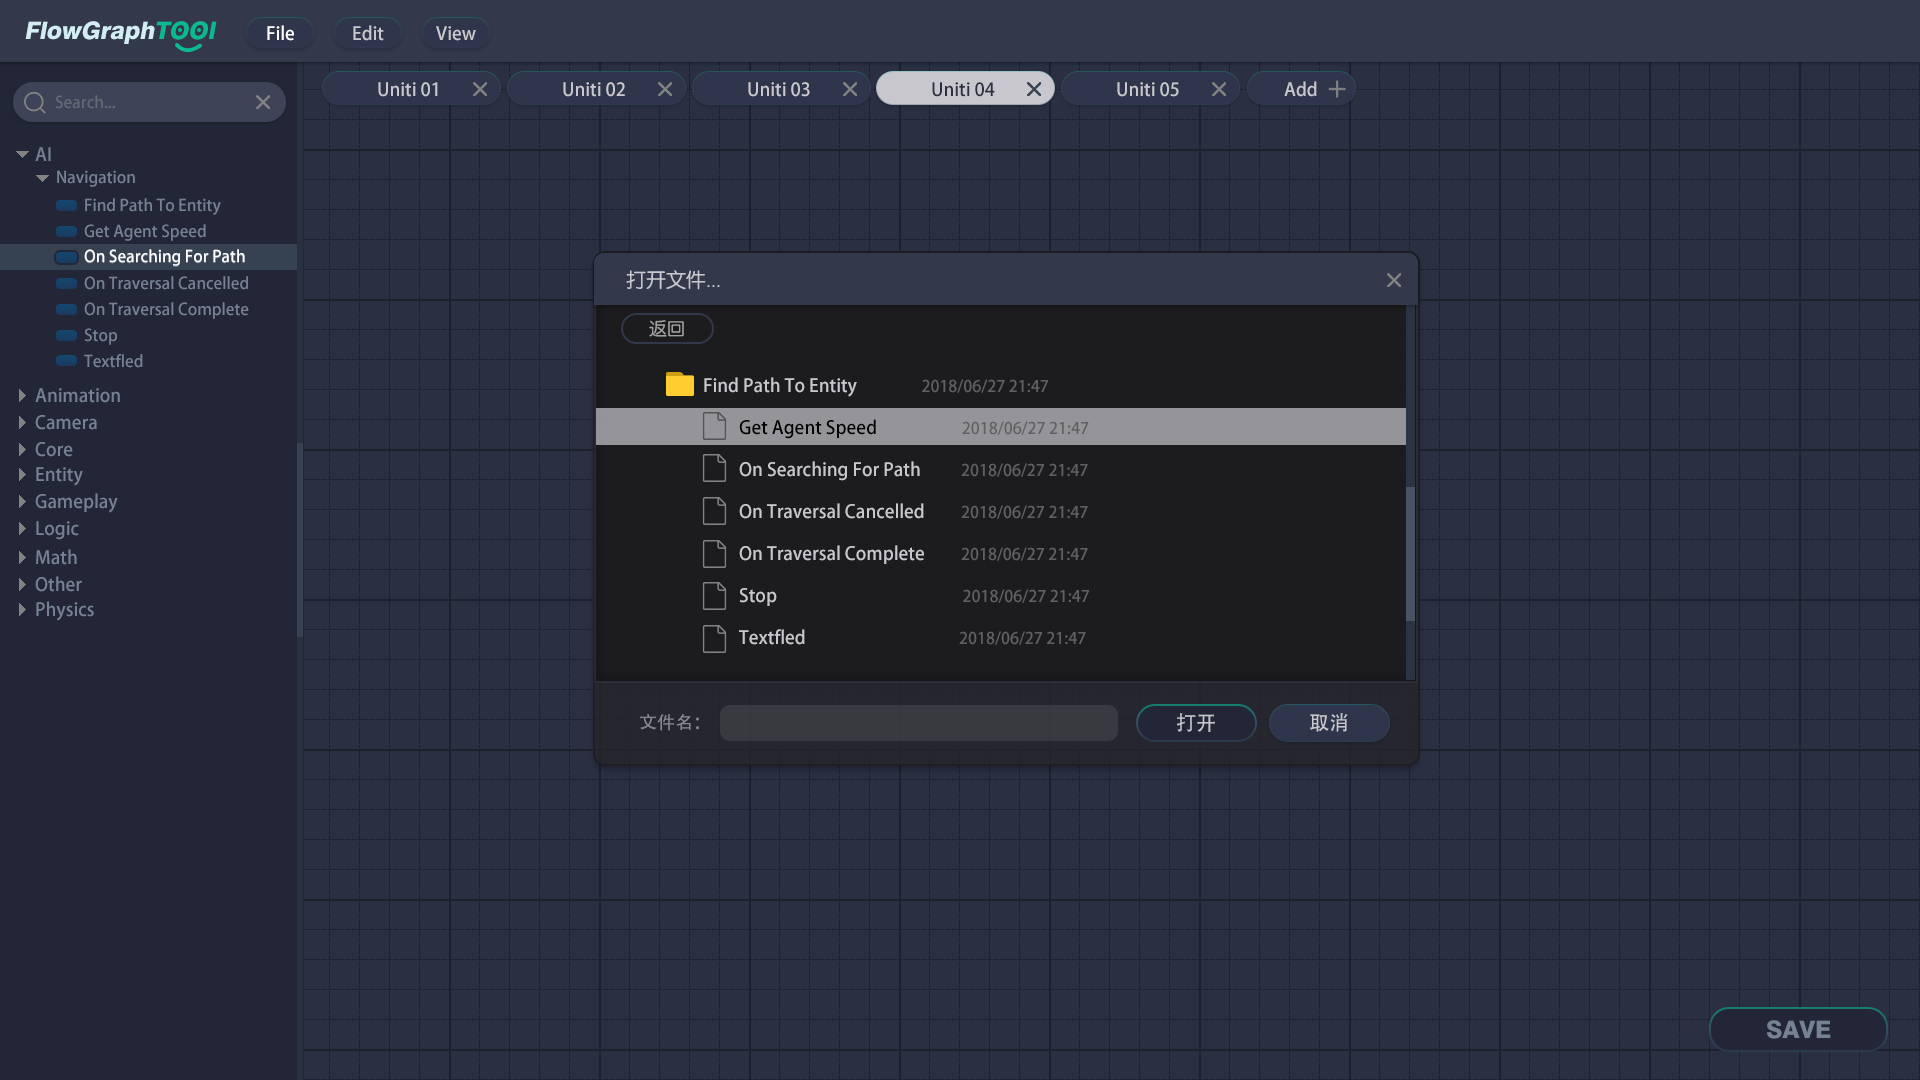 FlowGraphTOOl
File
Edit
View
Search...
Uniti 01
Uniti 02
Uniti 03
Uniti 04
Uniti 05
Add
AI
Navigation
Find Path To Entity
Get Agent Speed
On Searching For Path
On Traversal Cancelled
On Traversal Complete
Stop
Textfled
Animation
Camera
Core
Entity
Gameplay
Logic
Math
Other
Physics
打开文件...
返回
Find Path To Entity 2018/06/27 21:47
Get Agent Speed 2018/06/27 21:47
On Searching For Path 2018/06/27 21:47
On Traversal Cancelled 2018/06/27 21:47
On Traversal Complete 2018/06/27 21:47
Stop 2018/06/27 21:47
Textfled 2018/06/27 21:47
文件名：
打开
取消
SAVE